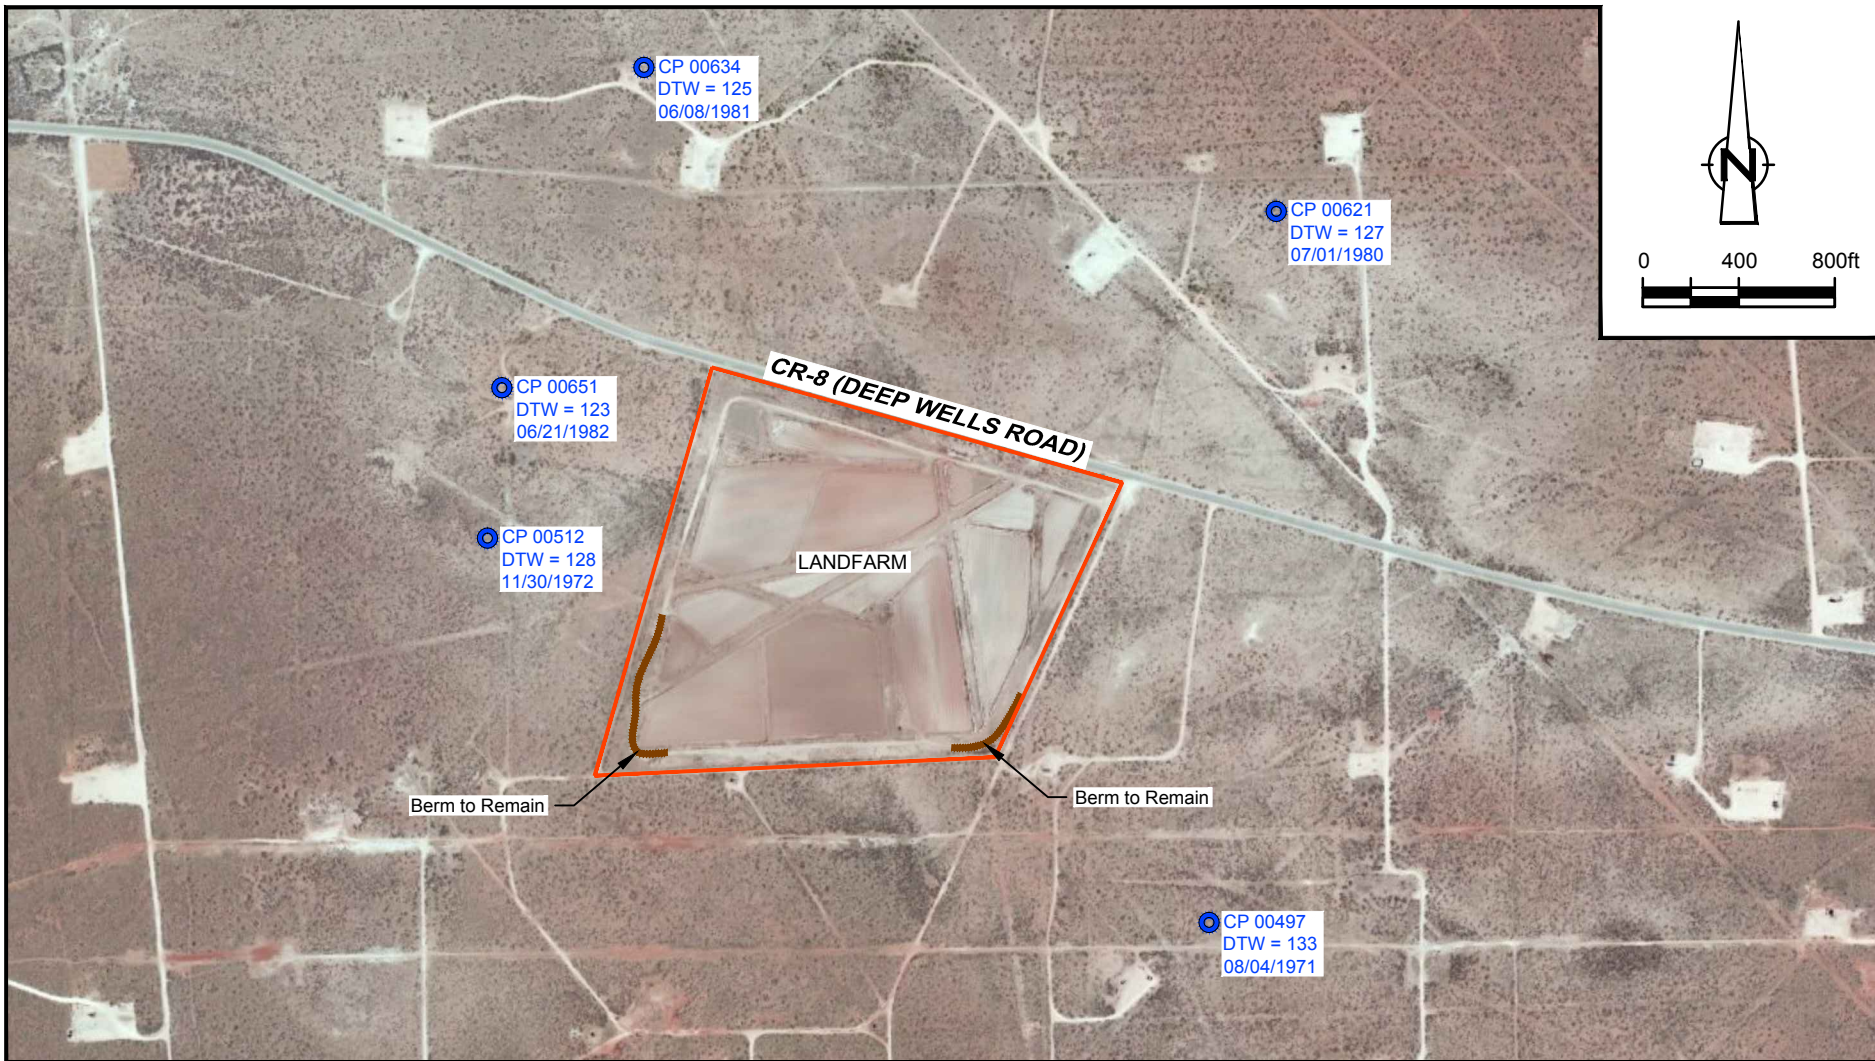 CP 00634
DTW = 125
06/08/1981
N
CP 00621
DTW = 127
07/01/1980
0 400 800ft
CR-8 (DEEP WELLS ROAD)
CP 00651
DTW = 123
06/21/1982
CP 00512
DTW = 128
11/30/1972
LANDFARM
Berm to Remain
Berm to Remain
CP 00497
DTW = 133
08/04/1971